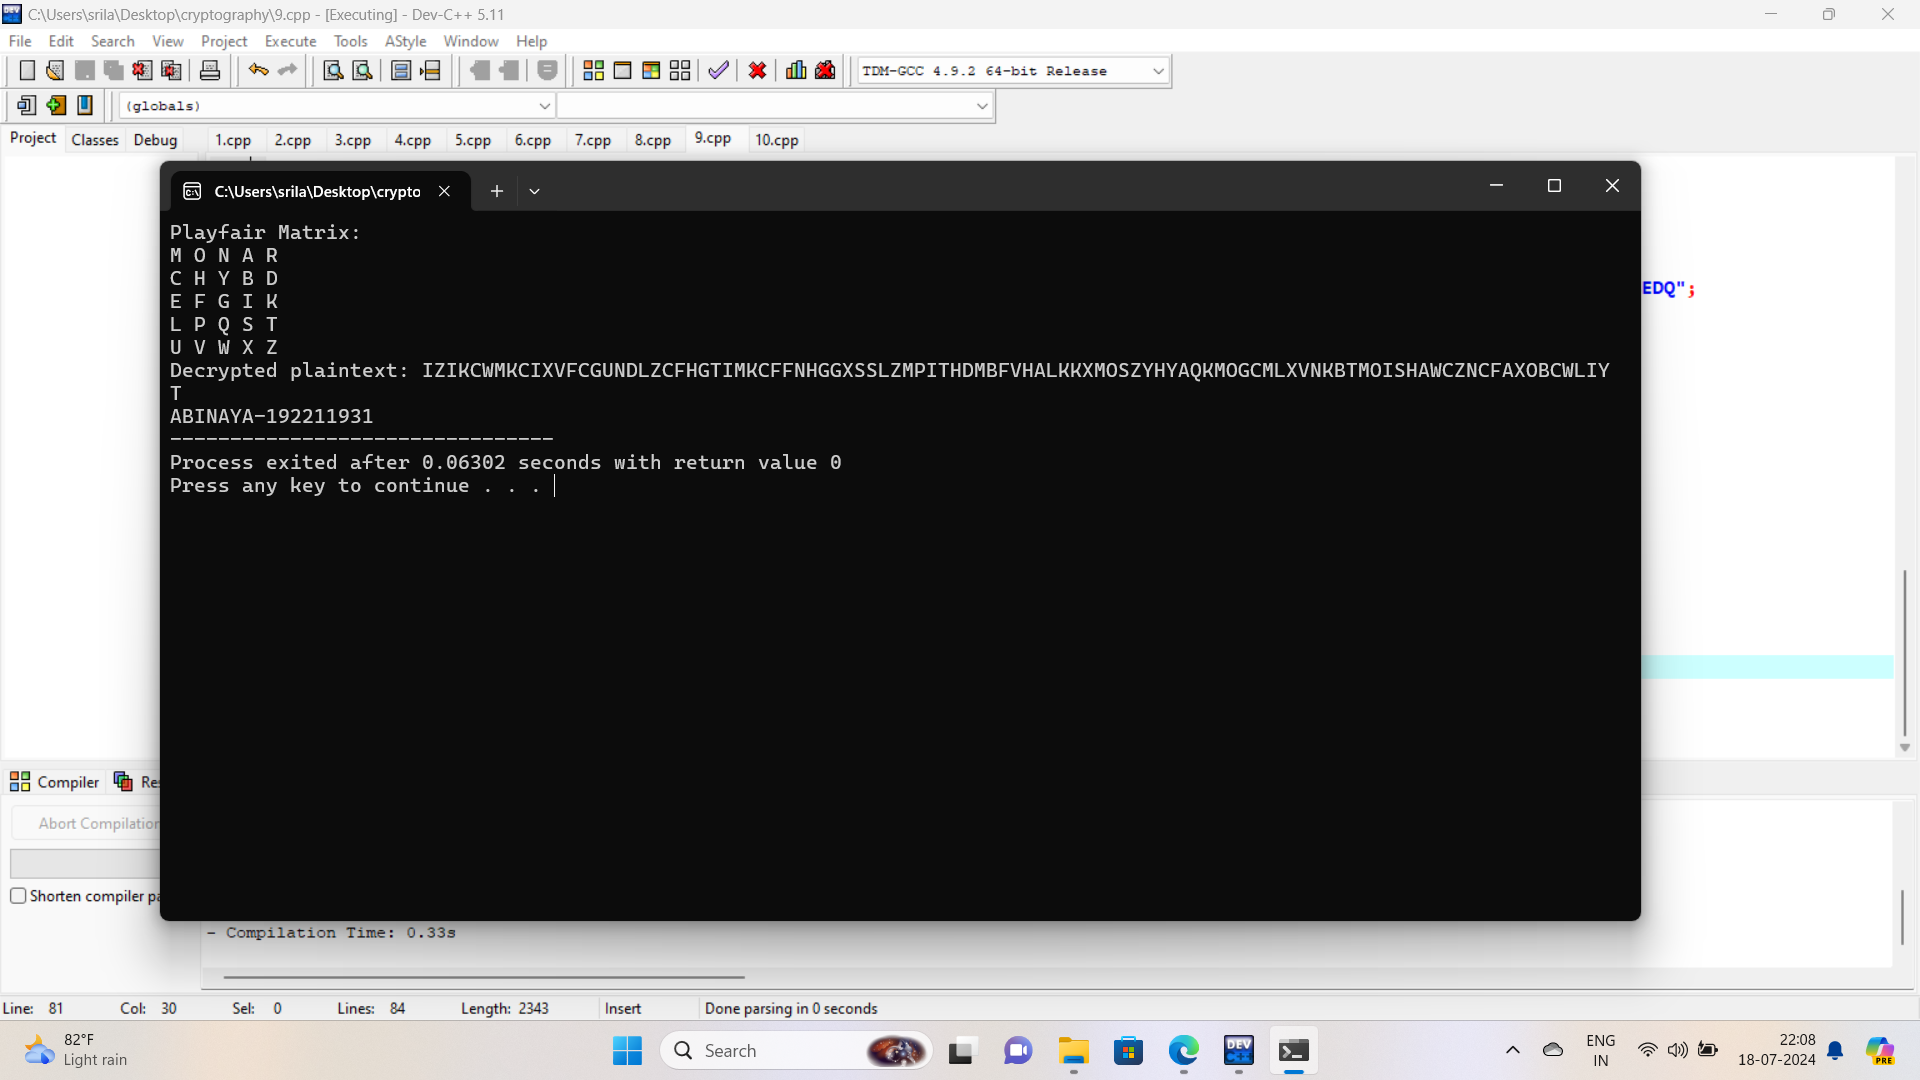 C:\Users\srila\Desktop\cryptography\9.cpp - [Executing] - Dev-C++ 5.11
File Edit Search View Project Execute Tools AStyle Window Help
TDM-GCC 4.9.2 64-bit Release
(globals)
Project Classes Debug 1.cpp 2.cpp 3.cpp 4.cpp 5.cpp 6.cpp 7.cpp 8.cpp 9.cpp 10.cpp
C:\Users\srila\Desktop\crypto
Playfair Matrix:
M O N A R
C H Y B D
E F G I K
L P Q S T
U V W X Z
EDQ";
Decrypted plaintext: IZIKCWMKCIXVFCGUNDLZCFHGTIMKCFFNHGGXSSLZMPITHDMBFVHALKKXMOSZYHYAQKMOGCMLXVNKBTMOISHAWCZNCFAXOBCWLIY
T
ABINAYA-192211931
--------------------------------
Process exited after 0.06302 seconds with return value 0
Press any key to continue . . .
Compiler Res
Abort Compilation
Shorten compiler pa
- Compilation Time: 0.33s
Line: 81 Col: 30 Sel: 0 Lines: 84 Length: 2343 Insert Done parsing in 0 seconds
82°F
Light rain
Search
DEV
C++
ENG
IN
22:08
18-07-2024
PRE